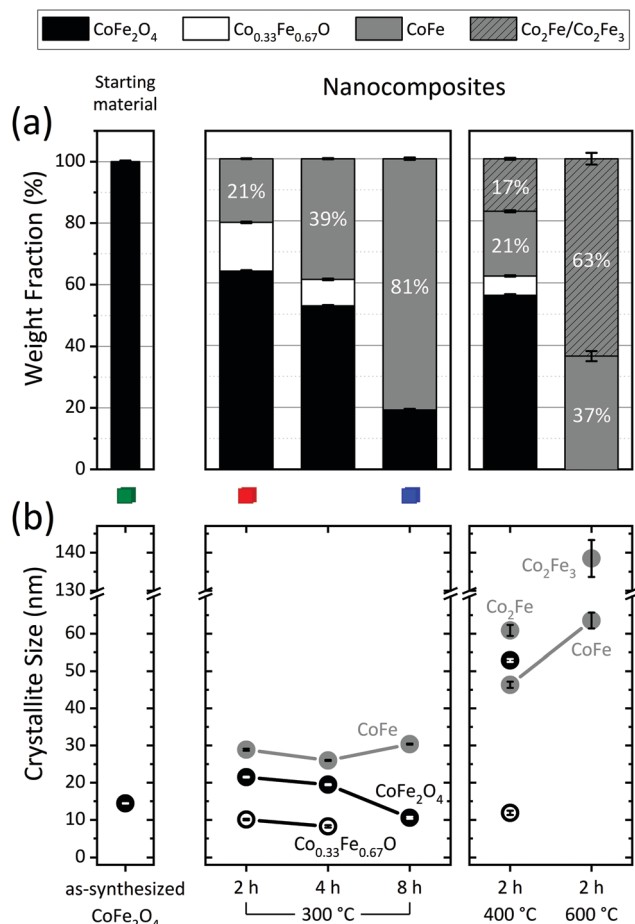 CoFe₂O₄ Co₀.₃₃Fe₀.₆₇O CoFe Co₂Fe/Co₂Fe₃
Starting
material
Nanocomposites
(a)
Weight Fraction (%)
100
80
60
40
20
0
21%
39%
81%
17%
21%
63%
37%
(b)
Crystallite Size (nm)
140
130
60
50
40
30
20
10
0
Co₂Fe₃
Co₂Fe
CoFe
CoFe
CoFe₂O₄
Co₀.₃₃Fe₀.₆₇O
as-synthesized
CoFe₂O₄
2 h 4 h 8 h
300 °C
2 h 2 h
400 °C 600 °C